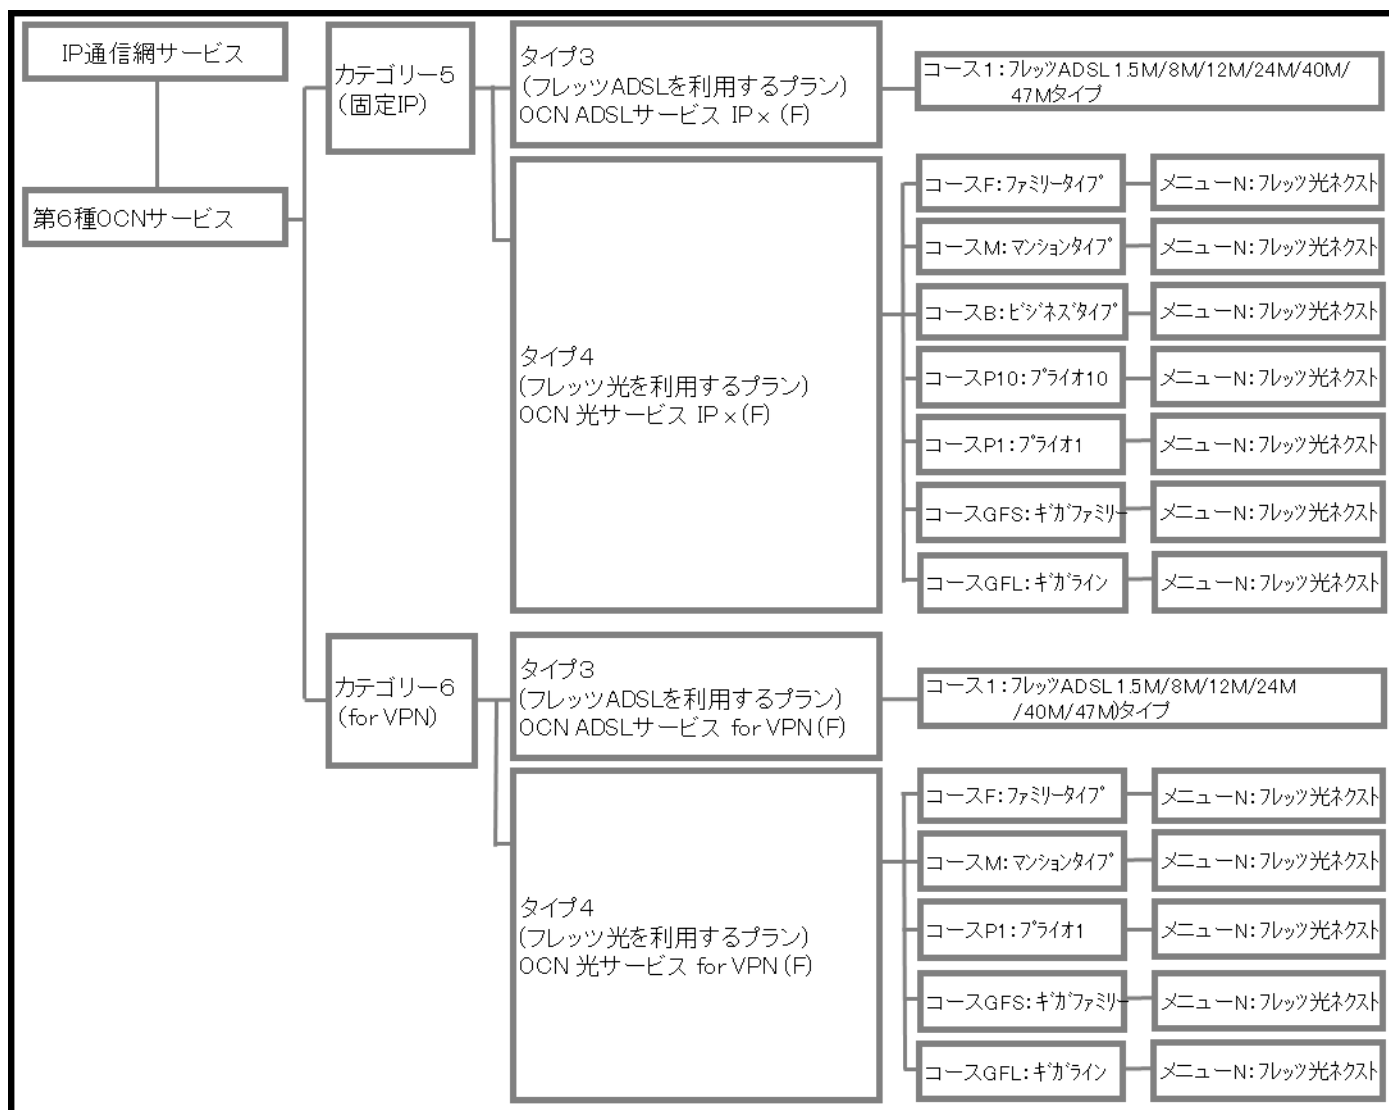 IP通信網サービス
第6種OCNサービス
カテゴリー5
(固定IP)
タイプ3
(フレッツADSLを利用するプラン)
OCN ADSLサービス IP×(F)
コース1:フレッツADSL 1.5M/8M/12M/24M/40M/
47Mタイプ
タイプ4
(フレッツ光を利用するプラン)
OCN 光サービス IP×(F)
コースF:ファミリータイプ
メニューN:フレッツ光ネクスト
コースM:マンションタイプ
メニューN:フレッツ光ネクスト
コースB:ビジネスタイプ
メニューN:フレッツ光ネクスト
コースP10:プライオ10
メニューN:フレッツ光ネクスト
コースP1:プライオ1
メニューN:フレッツ光ネクスト
コースGFS:ギガファミリー
メニューN:フレッツ光ネクスト
コースGFL:ギガライン
メニューN:フレッツ光ネクスト
カテゴリー6
(for VPN)
タイプ3
(フレッツADSLを利用するプラン)
OCN ADSLサービス for VPN(F)
コース1:フレッツADSL 1.5M/8M/12M/24M
/40M/47M)タイプ
タイプ4
(フレッツ光を利用するプラン)
OCN 光サービス for VPN(F)
コースF:ファミリータイプ
メニューN:フレッツ光ネクスト
コースM:マンションタイプ
メニューN:フレッツ光ネクスト
コースP1:プライオ1
メニューN:フレッツ光ネクスト
コースGFS:ギガファミリー
メニューN:フレッツ光ネクスト
コースGFL:ギガライン
メニューN:フレッツ光ネクスト